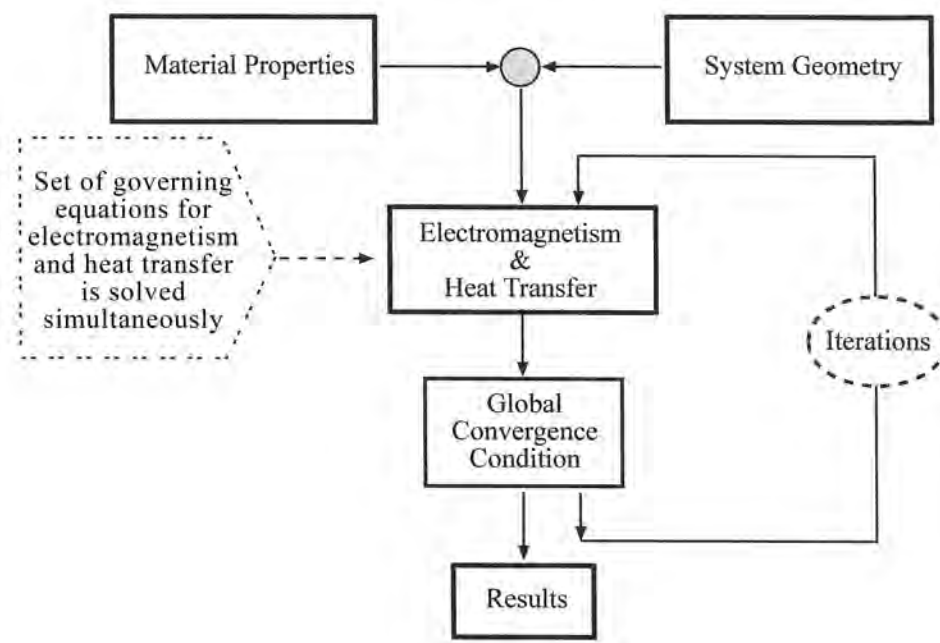 Material Properties
System Geometry
Set of governing
equations for
electromagnetism
and heat transfer
is solved
simultaneously
Electromagnetism
&
Heat Transfer
Iterations
Global
Convergence
Condition
Results